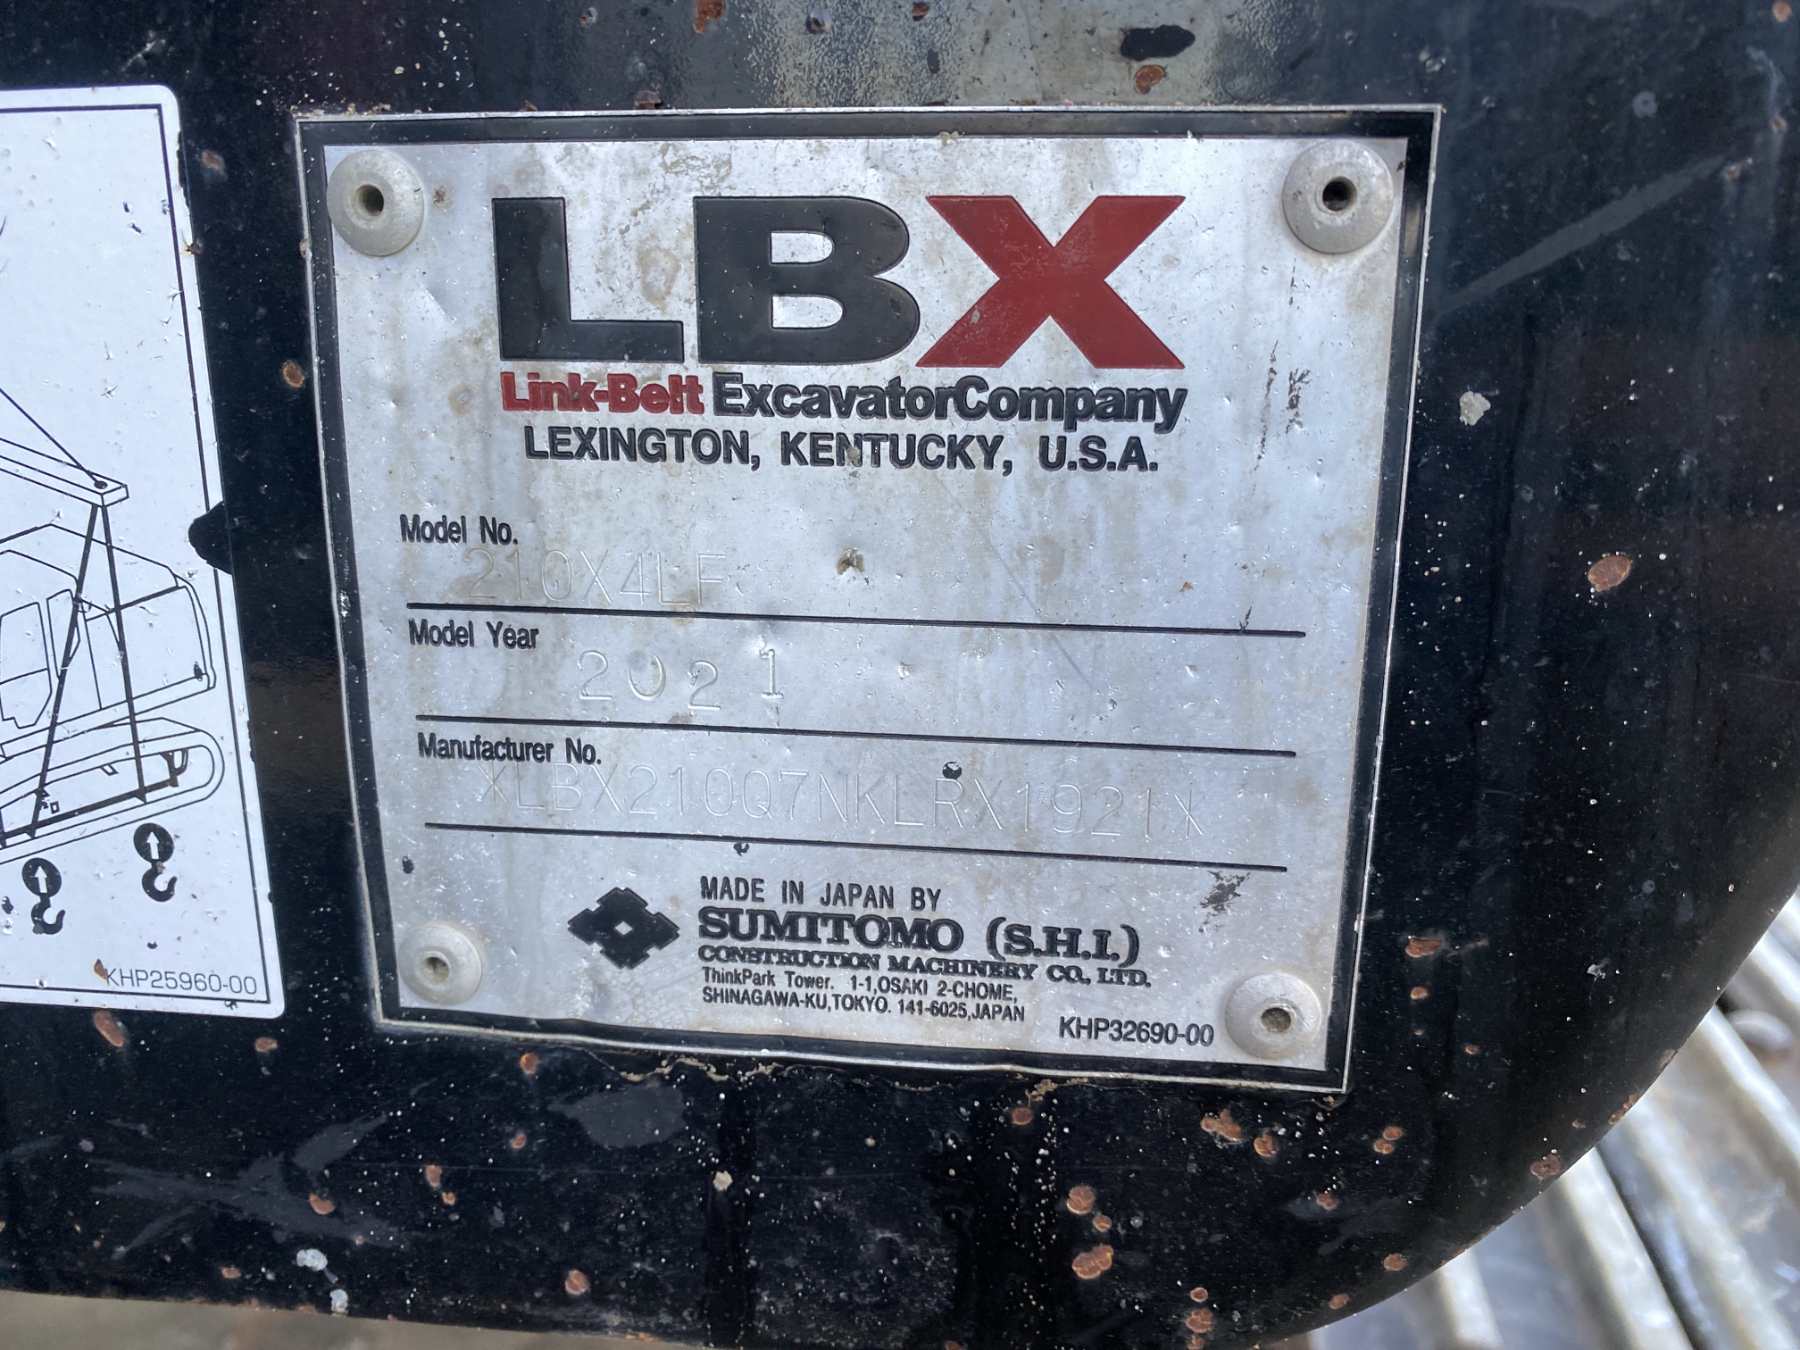 LBX
Link-Belt ExcavatorCompany
LEXINGTON, KENTUCKY, U.S.A.
Model No.
210X4LF
Model Year
2021
Manufacturer No.
XLBX210Q7NKLRX1921X
MADE IN JAPAN BY
SUMITOMO (S.H.I.)
CONSTRUCTION MACHINERY CO., LTD.
ThinkPark Tower. 1-1,OSAKI 2-CHOME,
SHINAGAWA-KU,TOKYO. 141-6025,JAPAN
KHP32690-00
KHP25960-00